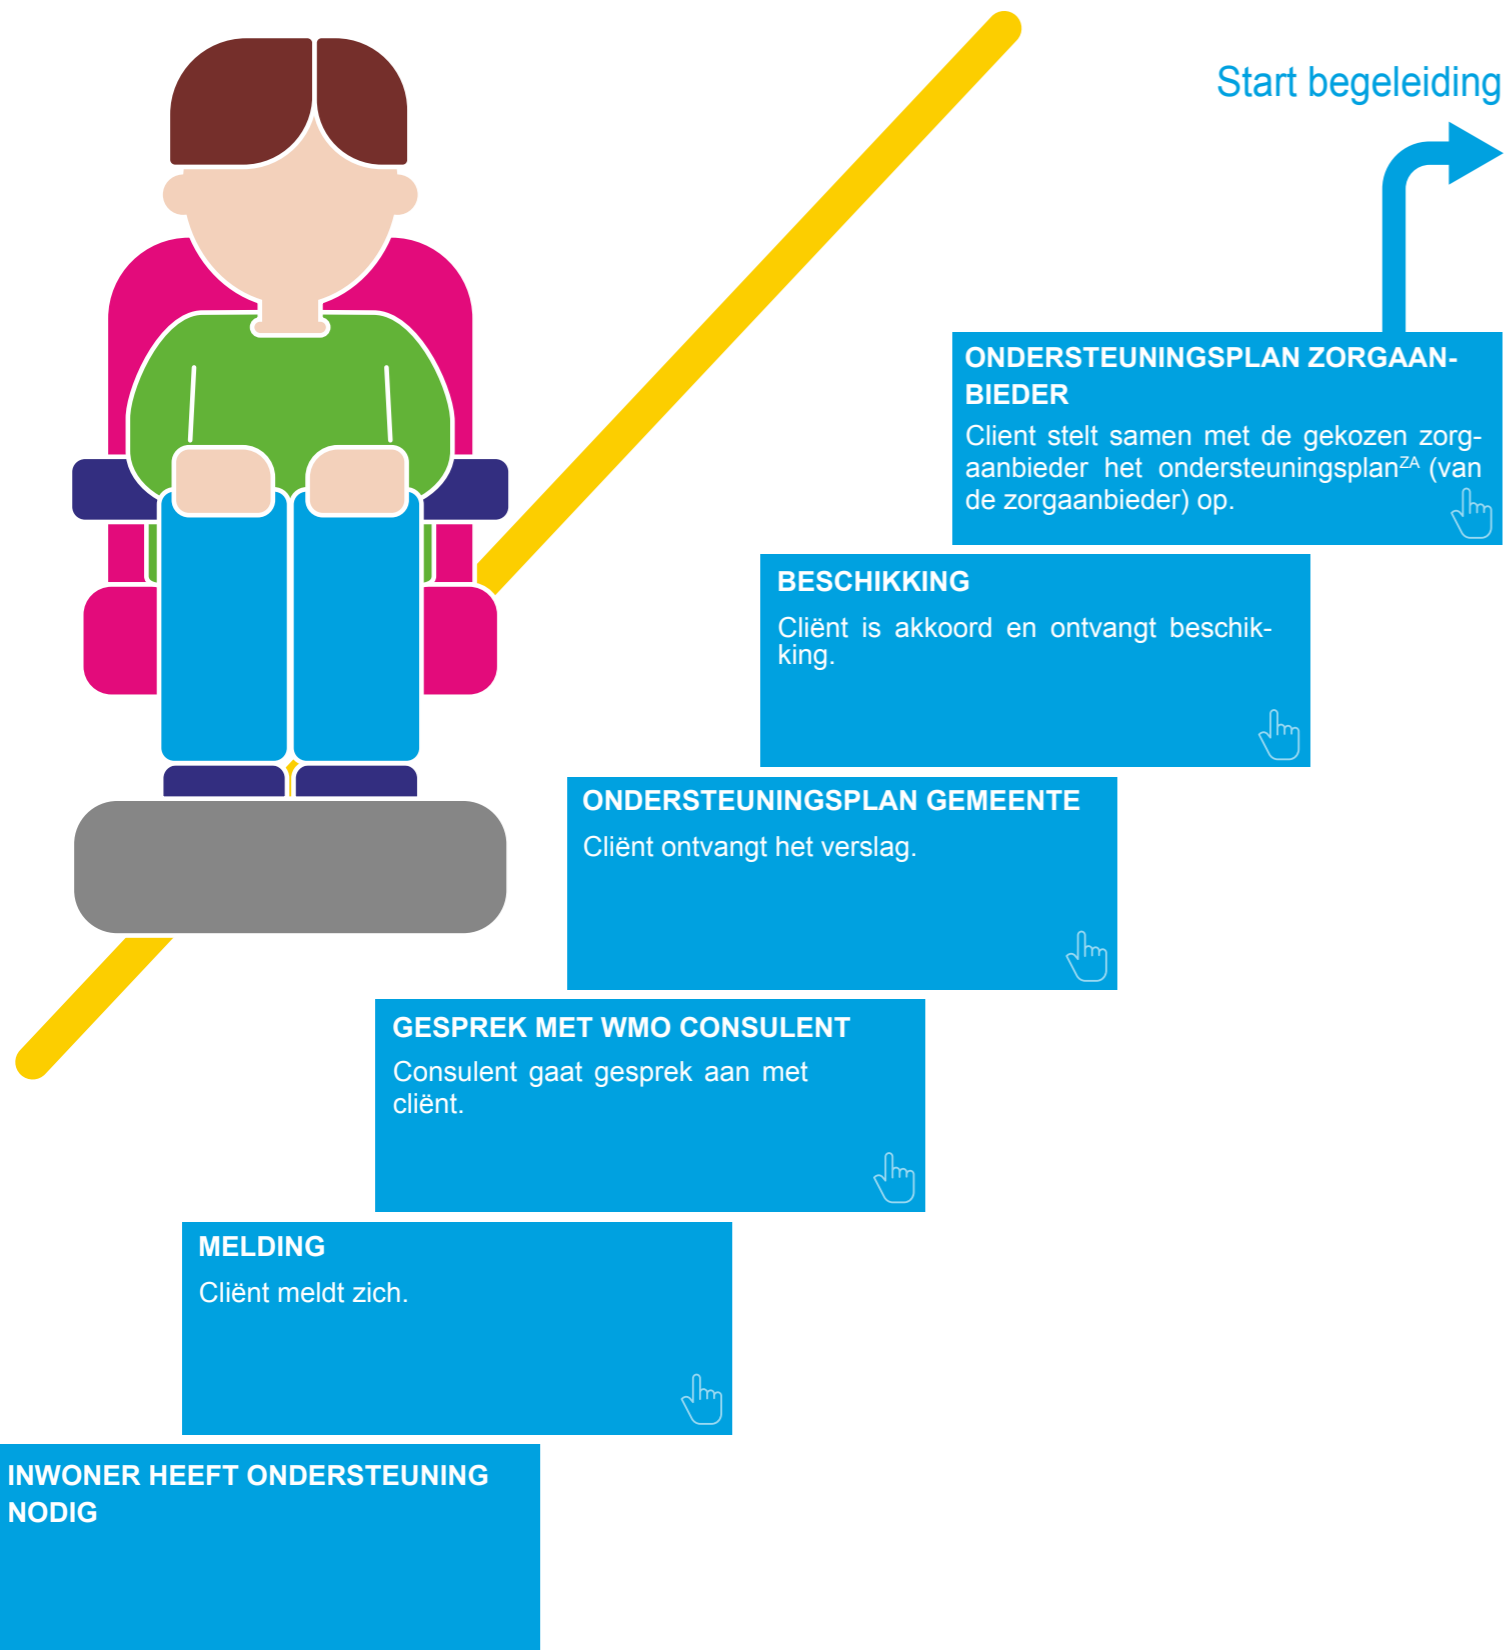 Start begeleiding
ONDERSTEUNINGSPLAN ZORGAAN-
BIEDER
Client stelt samen met de gekozen zorg-
aanbieder het ondersteuningsplanZA (van
de zorgaanbieder) op.
BESCHIKKING
Cliënt is akkoord en ontvangt beschik-
king.
ONDERSTEUNINGSPLAN GEMEENTE
Cliënt ontvangt het verslag.
GESPREK MET WMO CONSULENT
Consulent gaat gesprek aan met
cliënt.
MELDING
Cliënt meldt zich.
INWONER HEEFT ONDERSTEUNING
NODIG